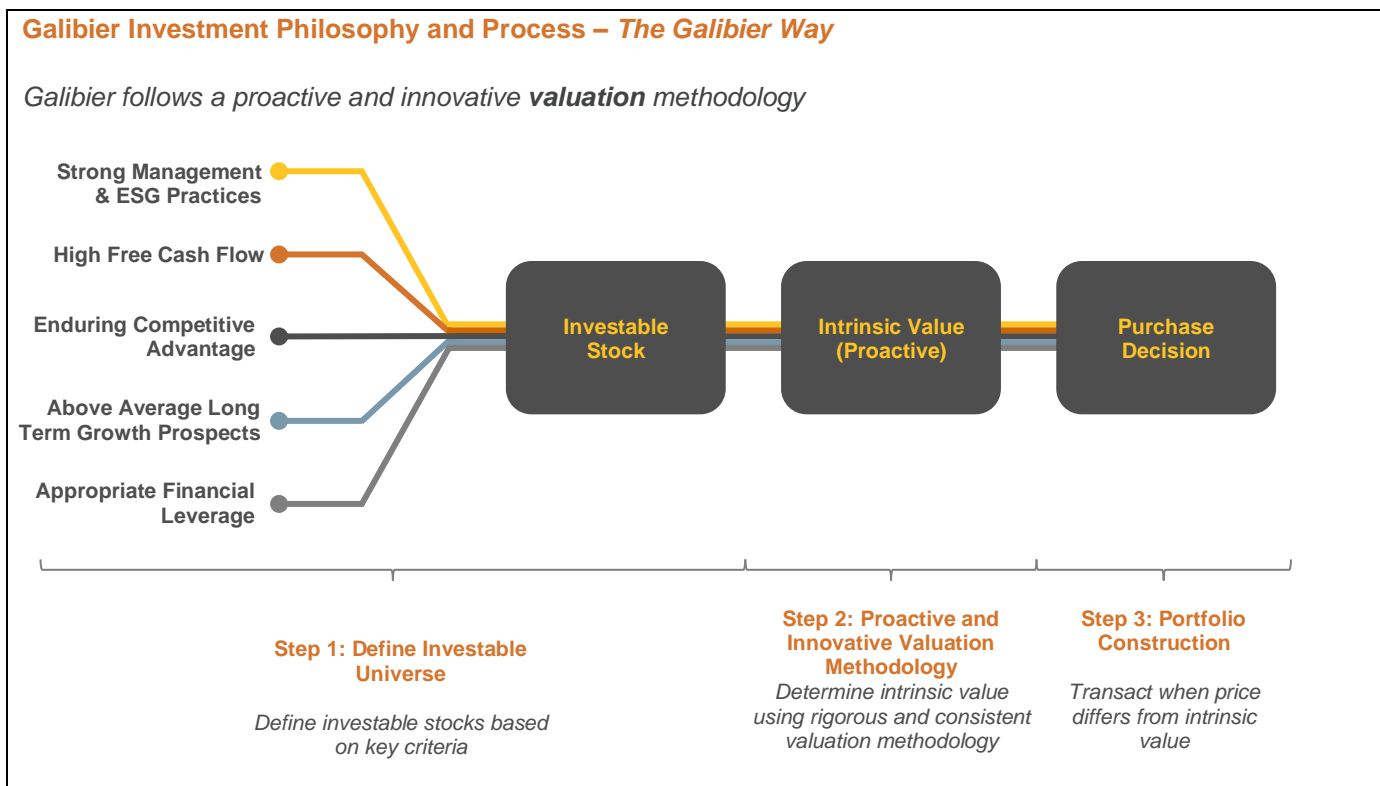 Galibier Investment Philosophy and Process – The Galibier Way
Galibier follows a proactive and innovative valuation methodology
Strong Management
& ESG Practices
High Free Cash Flow
Enduring Competitive
Advantage
Above Average Long
Term Growth Prospects
Appropriate Financial
Leverage
Investable
Stock
Intrinsic Value
(Proactive)
Purchase
Decision
Step 1: Define Investable
Universe
Define investable stocks based
on key criteria
Step 2: Proactive and
Innovative Valuation
Methodology
Determine intrinsic value
using rigorous and consistent
valuation methodology
Step 3: Portfolio
Construction
Transact when price
differs from intrinsic
value